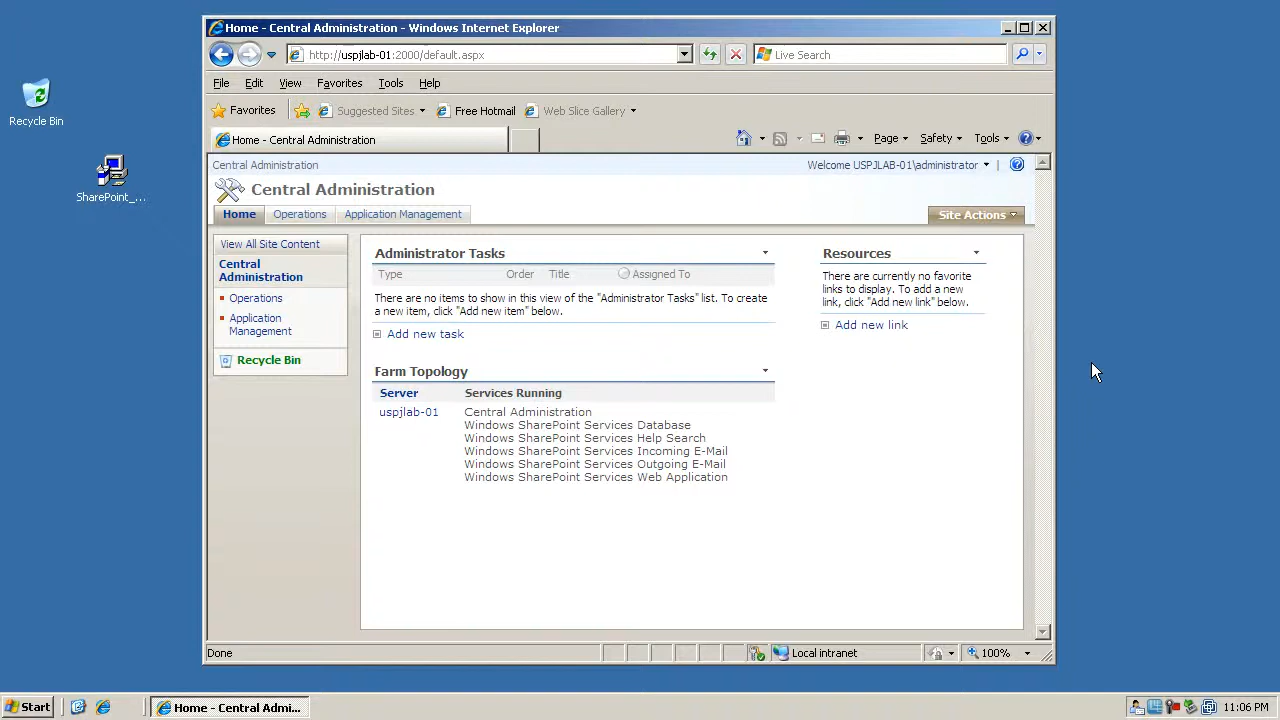 Recycle Bin
SharePoint_...
Home - Central Administration - Windows Internet Explorer
http://uspjlab-01:2000/default.aspx
Live Search
File Edit View Favorites Tools Help
Favorites Suggested Sites Free Hotmail Web Slice Gallery
Home - Central Administration
Page Safety Tools
Central Administration
Welcome USPJLAB-01\administrator
Central Administration
Home Operations Application Management
Site Actions
View All Site Content
Central
Administration
Operations
Application
Management
Recycle Bin
Administrator Tasks
Type Order Title Assigned To
There are no items to show in this view of the "Administrator Tasks" list. To create
a new item, click "Add new item" below.
Add new task
Farm Topology
Server Services Running
uspjlab-01 Central Administration
Windows SharePoint Services Database
Windows SharePoint Services Help Search
Windows SharePoint Services Incoming E-Mail
Windows SharePoint Services Outgoing E-Mail
Windows SharePoint Services Web Application
Resources
There are currently no favorite
links to display. To add a new
link, click "Add new link" below.
Add new link
Done
Local intranet
100%
Start
Home - Central Admi...
11:06 PM